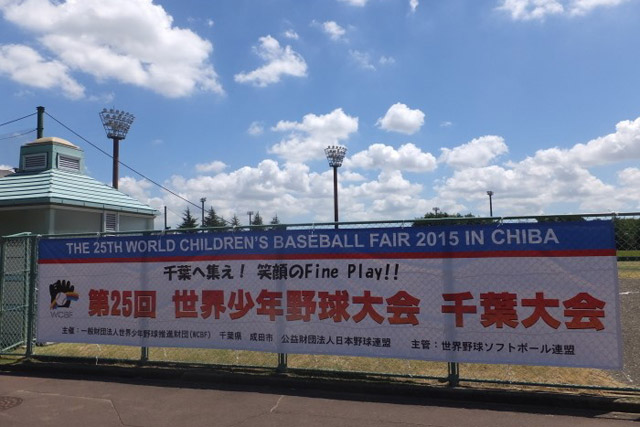 THE 25TH WORLD CHILDREN'S BASEBALL FAIR 2015 IN CHIBA
千葉へ集え! 笑顔のFine Play!!
WCBF
第25回 世界少年野球大会 千葉大会
主催:一般財団法人世界少年野球推進財団(WCBF) 千葉県 成田市 公益財団法人日本野球連盟 主管:世界野球ソフトボール連盟